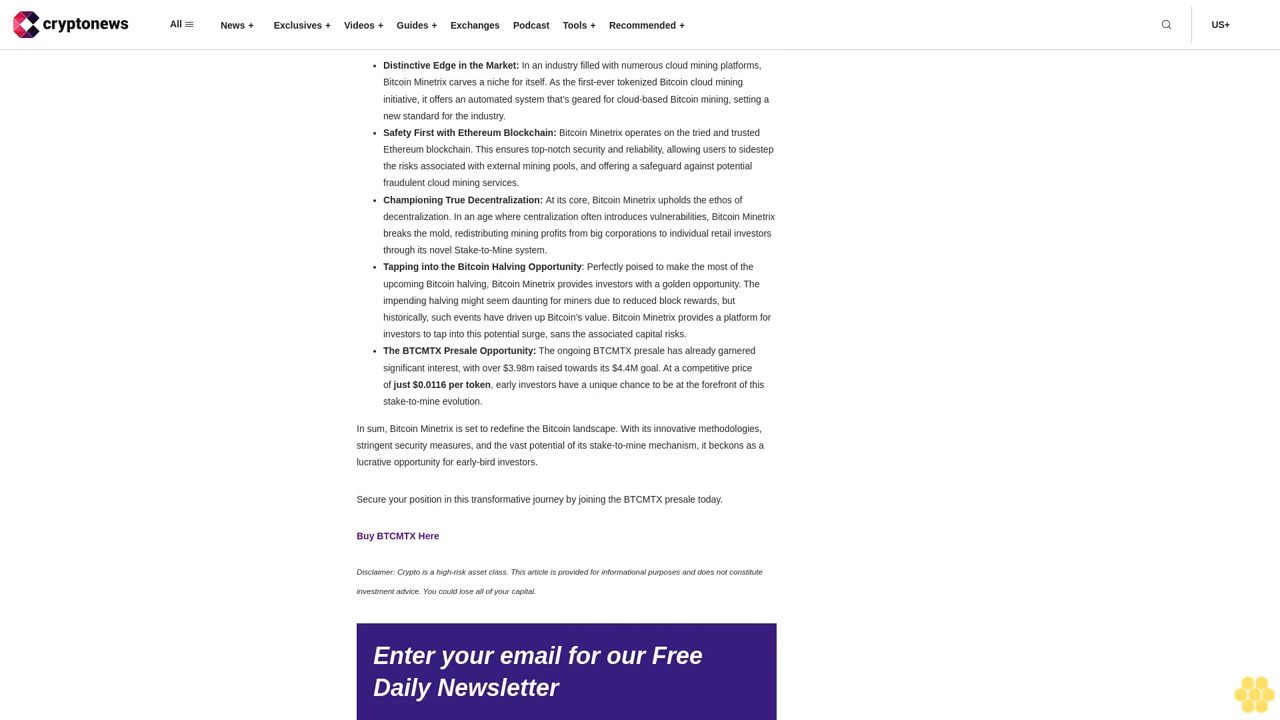 cryptonews
All
News +
Exclusives +
Videos +
Guides +
Exchanges
Podcast
Tools +
Recommended +
US+
• Distinctive Edge in the Market: In an industry filled with numerous cloud mining platforms,
Bitcoin Minetrix carves a niche for itself. As the first-ever tokenized Bitcoin cloud mining
initiative, it offers an automated system that's geared for cloud-based Bitcoin mining, setting a
new standard for the industry.
• Safety First with Ethereum Blockchain: Bitcoin Minetrix operates on the tried and trusted
Ethereum blockchain. This ensures top-notch security and reliability, allowing users to sidestep
the risks associated with external mining pools, and offering a safeguard against potential
fraudulent cloud mining services.
• Championing True Decentralization: At its core, Bitcoin Minetrix upholds the ethos of
decentralization. In an age where centralization often introduces vulnerabilities, Bitcoin Minetrix
breaks the mold, redistributing mining profits from big corporations to individual retail investors
through its novel Stake-to-Mine system.
• Tapping into the Bitcoin Halving Opportunity: Perfectly poised to make the most of the
upcoming Bitcoin halving, Bitcoin Minetrix provides investors with a golden opportunity. The
impending halving might seem daunting for miners due to reduced block rewards, but
historically, such events have driven up Bitcoin's value. Bitcoin Minetrix provides a platform for
investors to tap into this potential surge, sans the associated capital risks.
• The BTCMTX Presale Opportunity: The ongoing BTCMTX presale has already garnered
significant interest, with over $3.98m raised towards its $4.4M goal. At a competitive price
of just $0.0116 per token, early investors have a unique chance to be at the forefront of this
stake-to-mine evolution.
In sum, Bitcoin Minetrix is set to redefine the Bitcoin landscape. With its innovative methodologies,
stringent security measures, and the vast potential of its stake-to-mine mechanism, it beckons as a
lucrative opportunity for early-bird investors.
Secure your position in this transformative journey by joining the BTCMTX presale today.
Buy BTCMTX Here
Disclaimer: Crypto is a high-risk asset class. This article is provided for informational purposes and does not constitute
investment advice. You could lose all of your capital.
Enter your email for our Free
Daily Newsletter